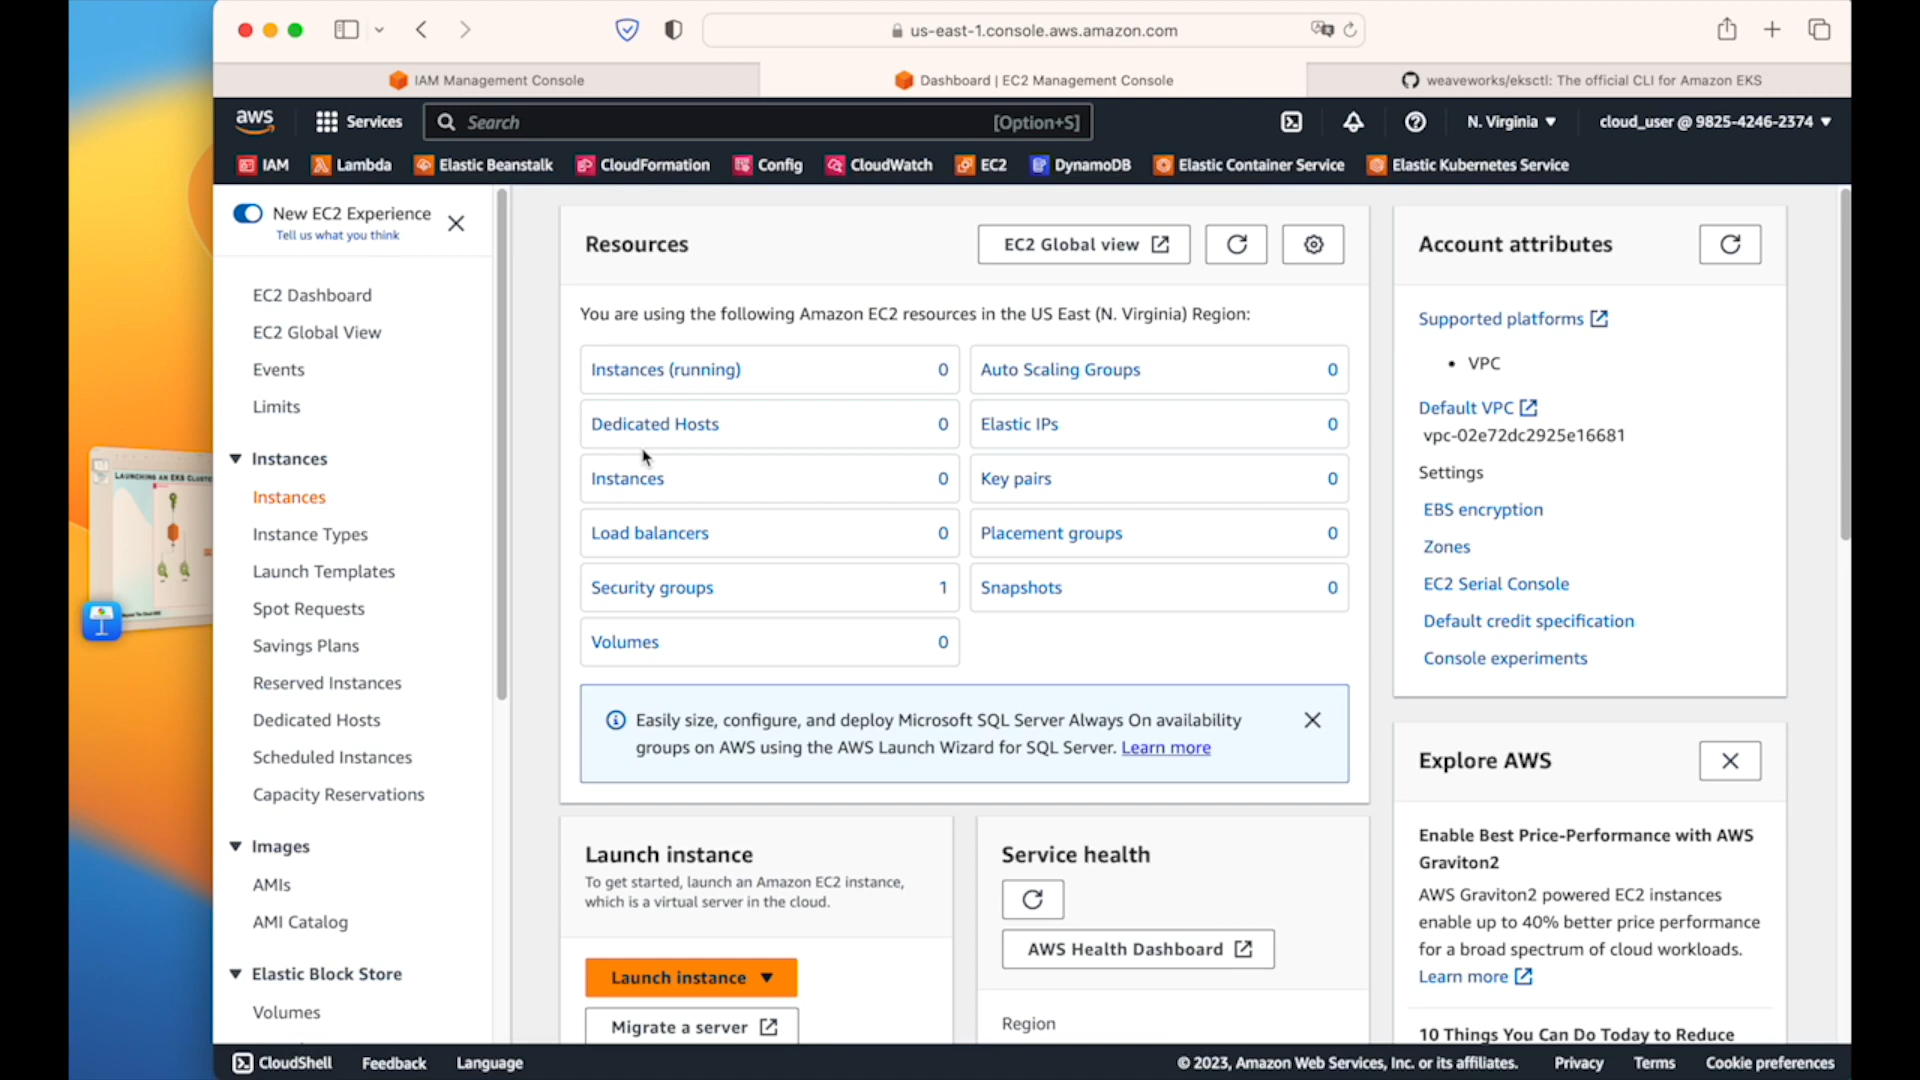 us-east-1.console.aws.amazon.com
IAM Management Console
Dashboard | EC2 Management Console
weaveworks/eksctl: The official CLI for Amazon EKS
aws
Services
Search
[Option+S]
N. Virginia
cloud_user @ 9825-4246-2374
IAM
Lambda
Elastic Beanstalk
CloudFormation
Config
CloudWatch
EC2
DynamoDB
Elastic Container Service
Elastic Kubernetes Service
New EC2 Experience
Tell us what you think
EC2 Dashboard
EC2 Global View
Events
Limits
Instances
Instances
Instance Types
Launch Templates
Spot Requests
Savings Plans
Reserved Instances
Dedicated Hosts
Scheduled Instances
Capacity Reservations
Images
AMIs
AMI Catalog
Elastic Block Store
Volumes
Resources
EC2 Global view
You are using the following Amazon EC2 resources in the US East (N. Virginia) Region:
Instances (running) 0
Auto Scaling Groups 0
Dedicated Hosts 0
Elastic IPs 0
Instances 0
Key pairs 0
Load balancers 0
Placement groups 0
Security groups 1
Snapshots 0
Volumes 0
Easily size, configure, and deploy Microsoft SQL Server Always On availability
groups on AWS using the AWS Launch Wizard for SQL Server. Learn more
Launch instance
To get started, launch an Amazon EC2 instance,
which is a virtual server in the cloud.
Launch instance
Migrate a server
Service health
AWS Health Dashboard
Region
Account attributes
Supported platforms
• VPC
Default VPC
vpc-02e72dc2925e16681
Settings
EBS encryption
Zones
EC2 Serial Console
Default credit specification
Console experiments
Explore AWS
Enable Best Price-Performance with AWS
Graviton2
AWS Graviton2 powered EC2 instances
enable up to 40% better price performance
for a broad spectrum of cloud workloads.
Learn more
10 Things You Can Do Today to Reduce
LAUNCHING AN EKS CLUSTE
CloudShell
Feedback
Language
© 2023, Amazon Web Services, Inc. or its affiliates.
Privacy
Terms
Cookie preferences